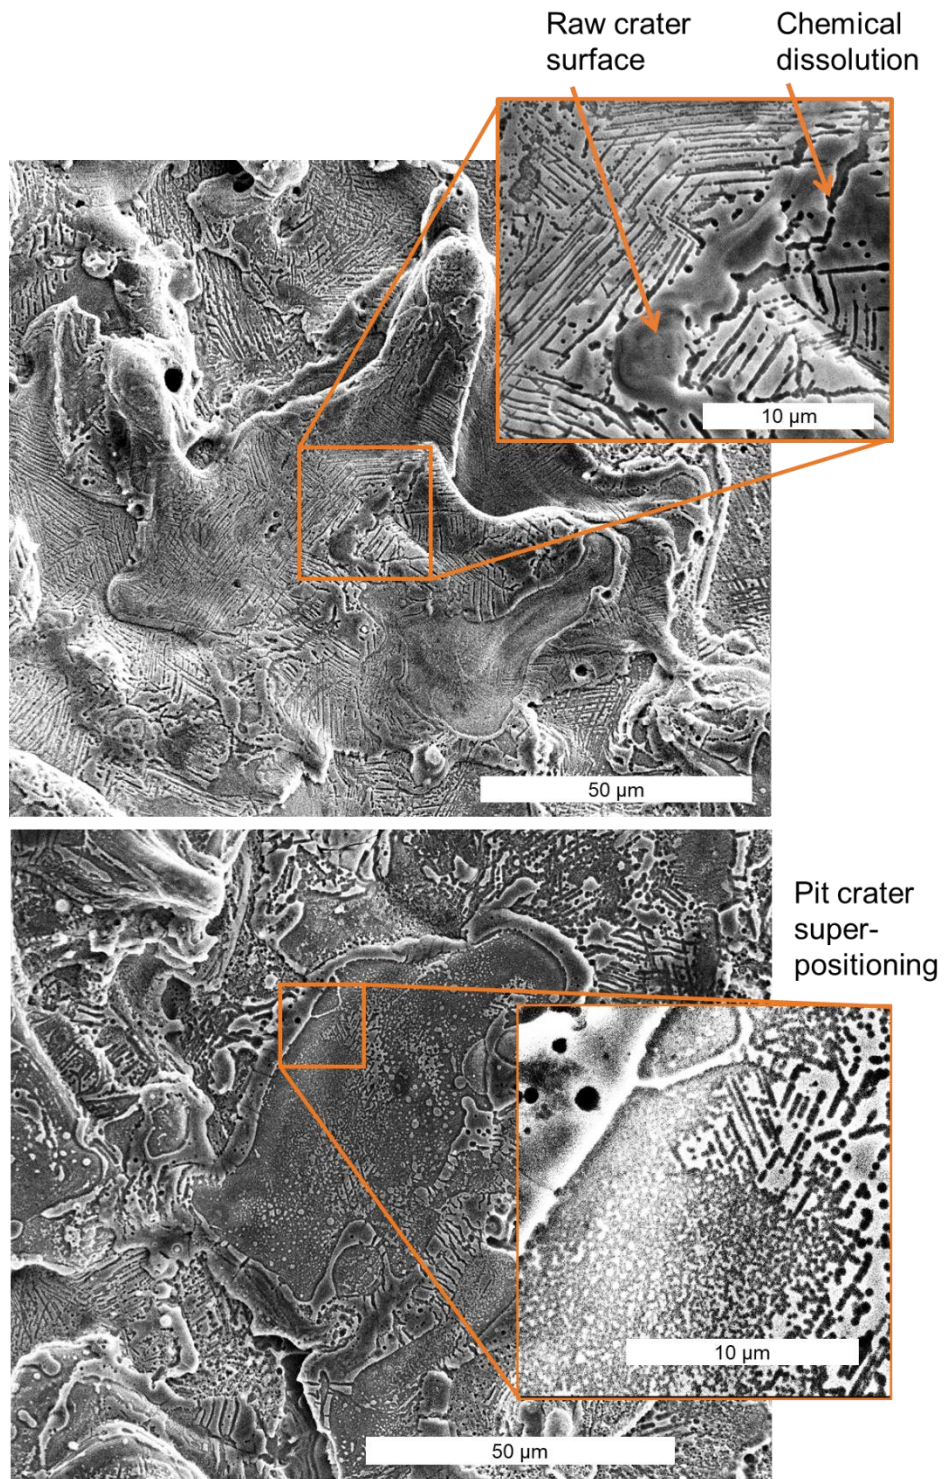 Raw crater
surface
Chemical
dissolution
10 µm
50 µm
Pit crater
super-
positioning
10 µm
50 µm